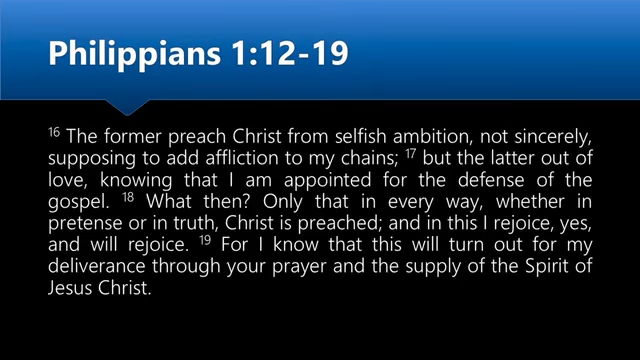 Philippians 1:12-19
16 The former preach Christ from selfish ambition, not sincerely,
supposing to add affliction to my chains; 17 but the latter out of
love, knowing that I am appointed for the defense of the
gospel. 18 What then? Only that in every way, whether in
pretense or in truth, Christ is preached; and in this I rejoice, yes,
and will rejoice. 19 For I know that this will turn out for my
deliverance through your prayer and the supply of the Spirit of
Jesus Christ.